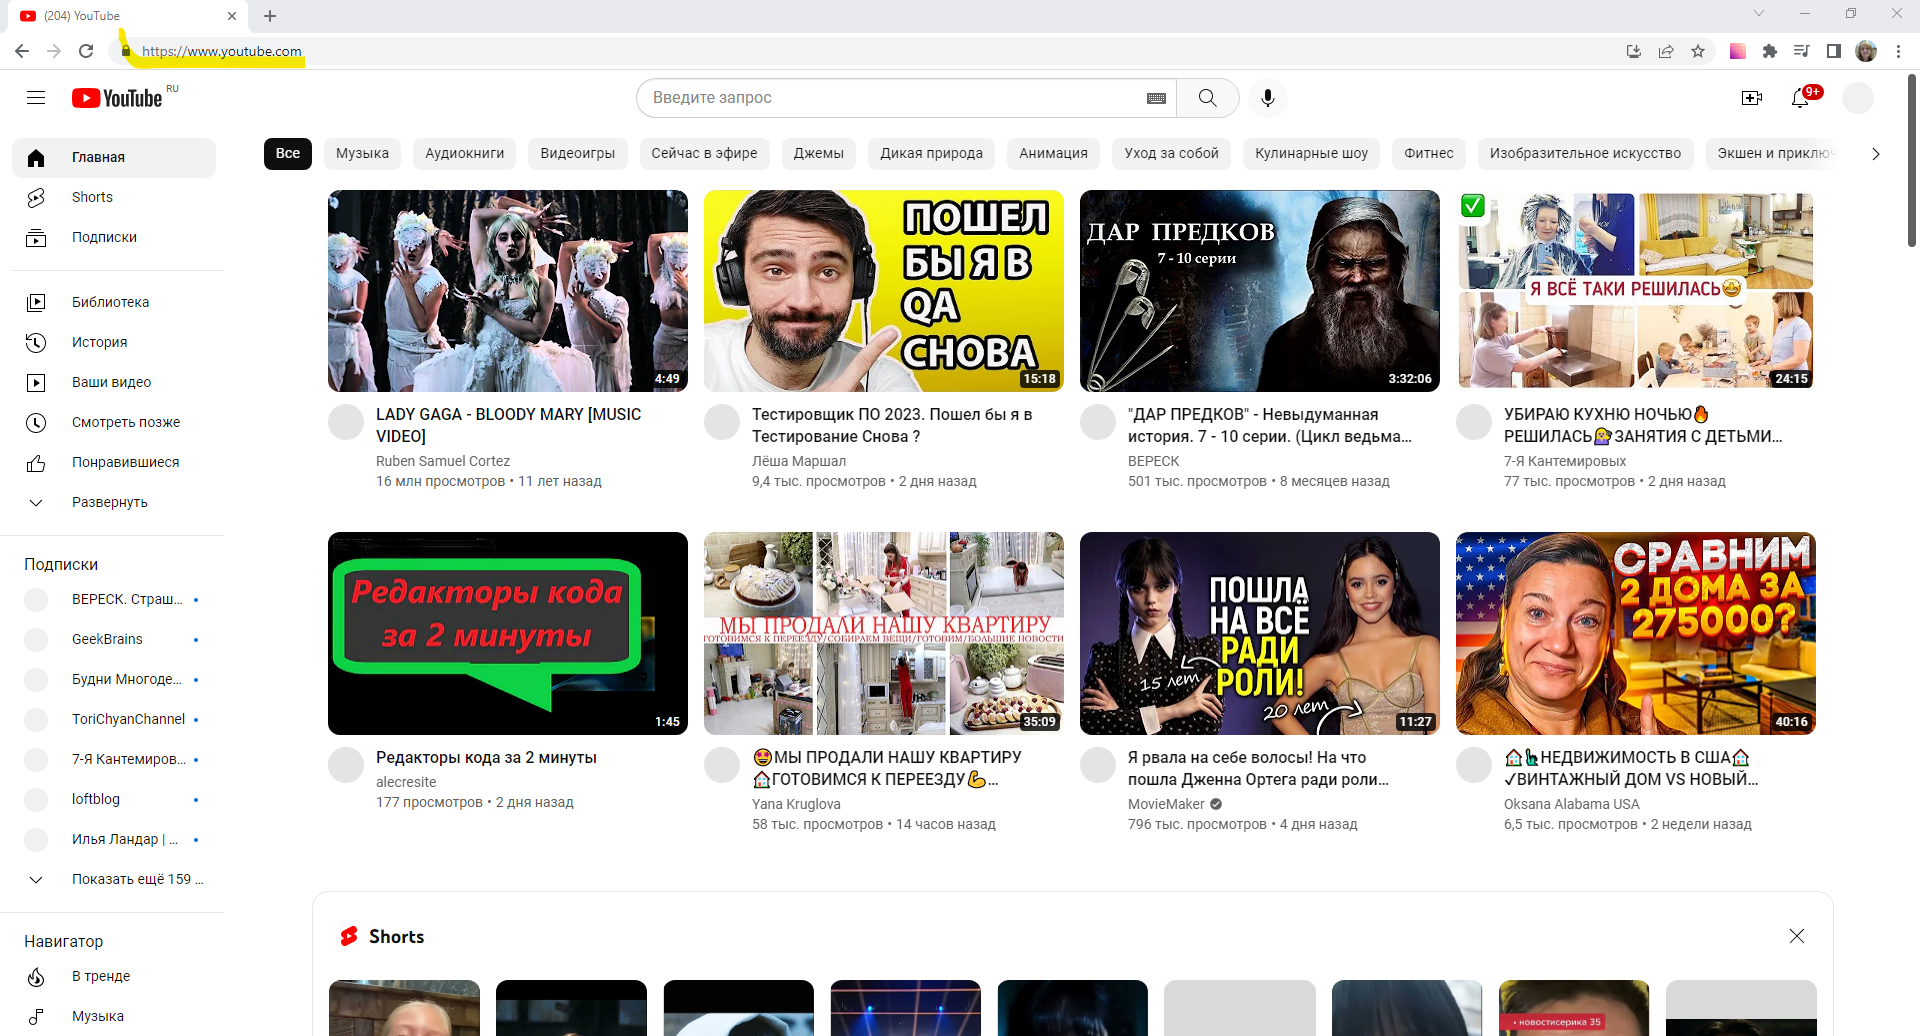 (204) YouTube
https://www.youtube.com
YouTube RU
Введите запрос
9+
Главная
Shorts
Подписки
Библиотека
История
Ваши видео
Смотреть позже
Понравившиеся
Развернуть
Подписки
ВЕРЕСК. Страш...
GeekBrains
Будни Многоде...
ToriChyanChannel
7-Я Кантемиров...
loftblog
Илья Ландар | ...
Показать ещё 159 ...
Навигатор
В тренде
Музыка
Все
Музыка
Аудиокниги
Видеоигры
Сейчас в эфире
Джемы
Дикая природа
Анимация
Уход за собой
Кулинарные шоу
Фитнес
Изобразительное искусство
Экшен и приключ
4:49
LADY GAGA - BLOODY MARY [MUSIC
VIDEO]
Ruben Samuel Cortez
16 млн просмотров • 11 лет назад
ПОШЕЛ
БЫ Я В
QA
СНОВА
15:18
Тестировщик ПО 2023. Пошел бы я в
Тестирование Снова ?
Лёша Маршал
9,4 тыс. просмотров • 2 дня назад
ДАР ПРЕДКОВ
7 - 10 серии
3:32:06
"ДАР ПРЕДКОВ" - Невыдуманная
история. 7 - 10 серии. (Цикл ведьма...
ВЕРЕСК
501 тыс. просмотров • 8 месяцев назад
Я ВСЁ ТАКИ РЕШИЛАСЬ🤩
24:15
УБИРАЮ КУХНЮ НОЧЬЮ🔥
РЕШИЛАСЬ💇‍♀️ЗАНЯТИЯ С ДЕТЬМИ...
7-Я Кантемировых
77 тыс. просмотров • 2 дня назад
Редакторы кода
за 2 минуты
1:45
Редакторы кода за 2 минуты
alecresite
177 просмотров • 2 дня назад
МЫ ПРОДАЛИ НАШУ КВАРТИРУ
ГОТОВИМСЯ К ПЕРЕЕЗДУ/СОБИРАЕМ ВЕЩИ/ГОТОВИМ/БОЛЬШИЕ НОВОСТИ
35:09
🤩МЫ ПРОДАЛИ НАШУ КВАРТИРУ
🏠ГОТОВИМСЯ К ПЕРЕЕЗДУ💪...
Yana Kruglova
58 тыс. просмотров • 14 часов назад
ПОШЛА
НА ВСЁ
РАДИ
РОЛИ!
15 лет
20 лет
11:27
Я рвала на себе волосы! На что
пошла Дженна Ортега ради роли...
MovieMaker
796 тыс. просмотров • 4 дня назад
СРАВНИМ
2 ДОМА ЗА
275000?
40:16
🏠🗽НЕДВИЖИМОСТЬ В США🏠
✓ВИНТАЖНЫЙ ДОМ VS НОВЫЙ...
Oksana Alabama USA
6,5 тыс. просмотров • 2 недели назад
Shorts
• новостисерика 35